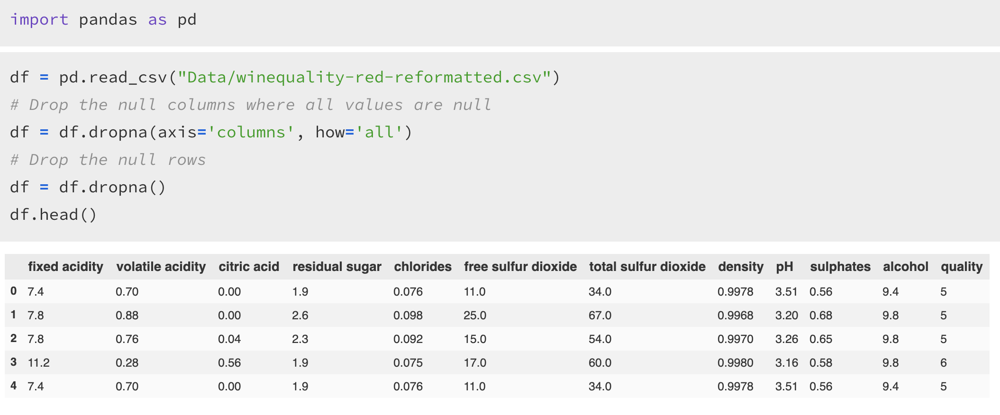 import pandas as pd
df = pd.read_csv("Data/winequality-red-reformatted.csv")
# Drop the null columns where all values are null
df = df.dropna(axis='columns', how='all')
# Drop the null rows
df = df.dropna()
df.head()
fixed acidity volatile acidity citric acid residual sugar chlorides free sulfur dioxide total sulfur dioxide density pH sulphates alcohol quality
0 7.4 0.70 0.00 1.9 0.076 11.0 34.0 0.9978 3.51 0.56 9.4 5
1 7.8 0.88 0.00 2.6 0.098 25.0 67.0 0.9968 3.20 0.68 9.8 5
2 7.8 0.76 0.04 2.3 0.092 15.0 54.0 0.9970 3.26 0.65 9.8 5
3 11.2 0.28 0.56 1.9 0.075 17.0 60.0 0.9980 3.16 0.58 9.8 6
4 7.4 0.70 0.00 1.9 0.076 11.0 34.0 0.9978 3.51 0.56 9.4 5